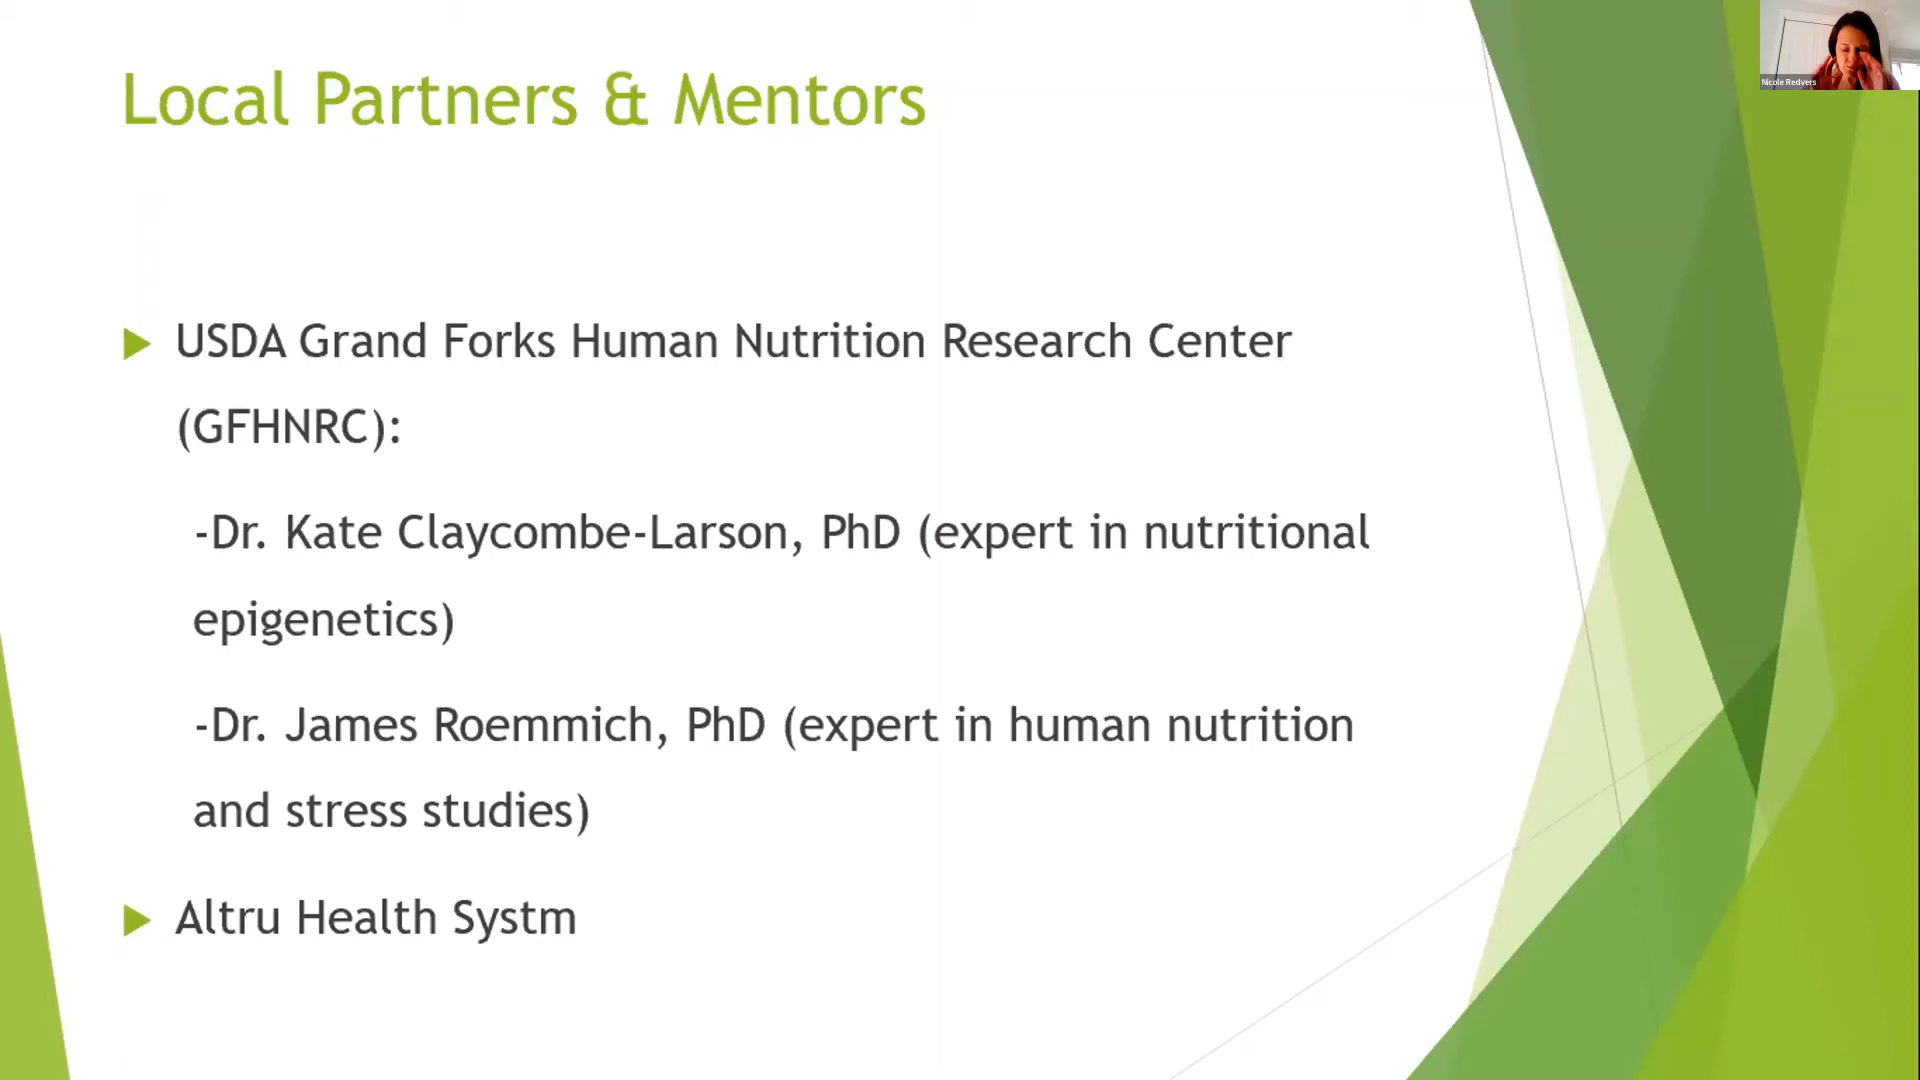 Local Partners & Mentors
Nicole Redvers
USDA Grand Forks Human Nutrition Research Center
(GFHNRC):
-Dr. Kate Claycombe-Larson, PhD (expert in nutritional
epigenetics)
-Dr. James Roemmich, PhD (expert in human nutrition
and stress studies)
Altru Health Systm